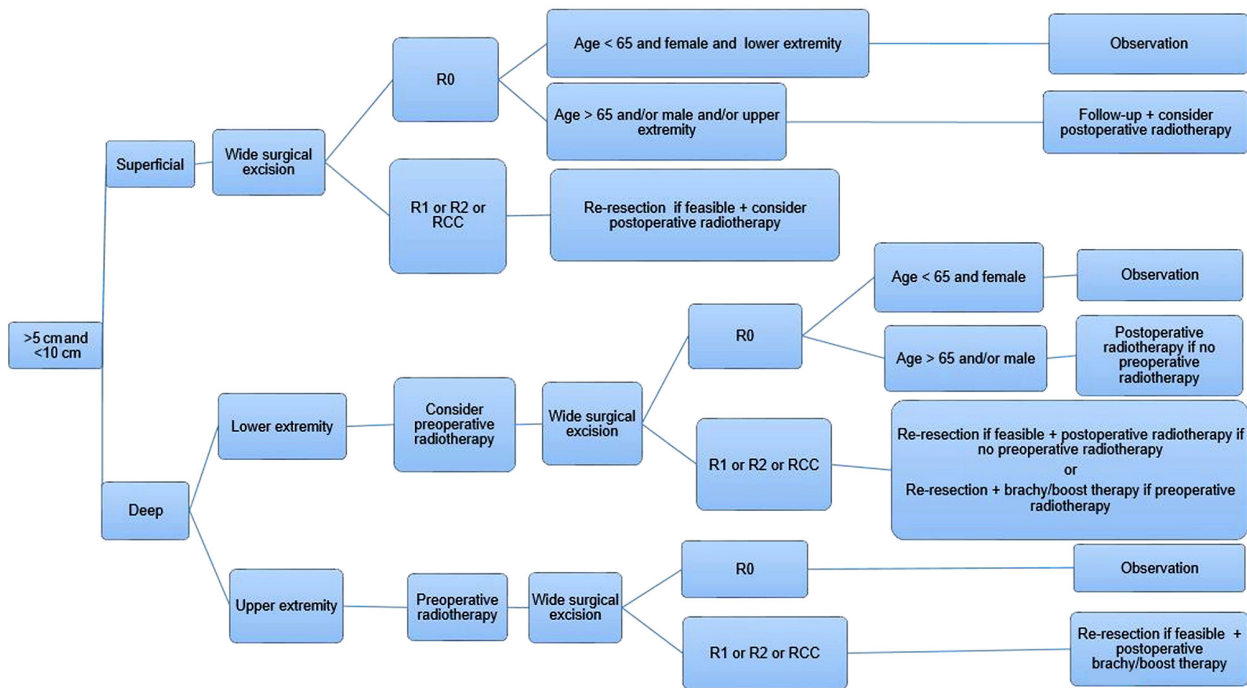 >5 cm and
<10 cm
Superficial
Wide surgical
excision
R0
Age < 65 and female and lower extremity
Observation
Age > 65 and/or male and/or upper
extremity
Follow-up + consider
postoperative radiotherapy
R1 or R2 or
RCC
Re-resection if feasible + consider
postoperative radiotherapy
Deep
Lower extremity
Consider
preoperative
radiotherapy
Wide surgical
excision
R0
Age < 65 and female
Observation
Age > 65 and/or male
Postoperative
radiotherapy if no
preoperative
radiotherapy
R1 or R2 or RCC
Re-resection if feasible + postoperative radiotherapy if
no preoperative radiotherapy
or
Re-resection + brachy/boost therapy if preoperative
radiotherapy
Upper extremity
Preoperative
radiotherapy
Wide surgical
excision
R0
Observation
R1 or R2 or RCC
Re-resection if feasible +
postoperative
brachy/boost therapy